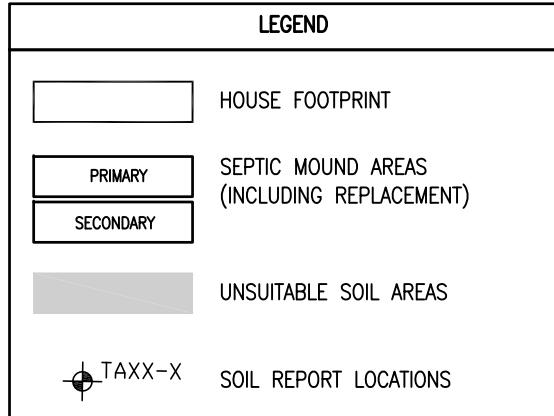 LEGEND
HOUSE FOOTPRINT
PRIMARY
SECONDARY
SEPTIC MOUND AREAS
(INCLUDING REPLACEMENT)
UNSUITABLE SOIL AREAS
TAXX-X
SOIL REPORT LOCATIONS